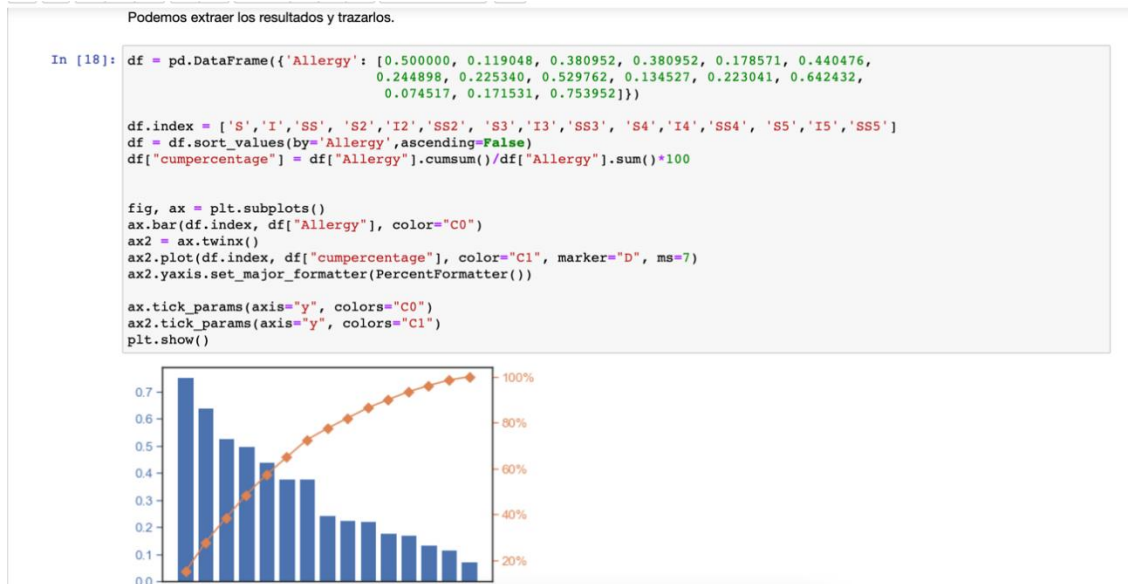 Podemos extraer los resultados y trazarlos.
In [18]: df = pd.DataFrame({'Allergy': [0.500000, 0.119048, 0.380952, 0.380952, 0.178571, 0.440476,
0.244898, 0.225340, 0.529762, 0.134527, 0.223041, 0.642432,
0.074517, 0.171531, 0.753952]})
df.index = ['S','I','SS', 'S2','I2','SS2', 'S3','I3','SS3', 'S4','I4','SS4', 'S5','I5','SS5']
df = df.sort_values(by='Allergy',ascending=False)
df["cumpercentage"] = df["Allergy"].cumsum()/df["Allergy"].sum()*100
fig, ax = plt.subplots()
ax.bar(df.index, df["Allergy"], color="C0")
ax2 = ax.twinx()
ax2.plot(df.index, df["cumpercentage"], color="C1", marker="D", ms=7)
ax2.yaxis.set_major_formatter(PercentFormatter())
ax.tick_params(axis="y", colors="C0")
ax2.tick_params(axis="y", colors="C1")
plt.show()
0.7
0.6
0.5
0.4
0.3
0.2
0.1
0.0
100%
80%
60%
40%
20%